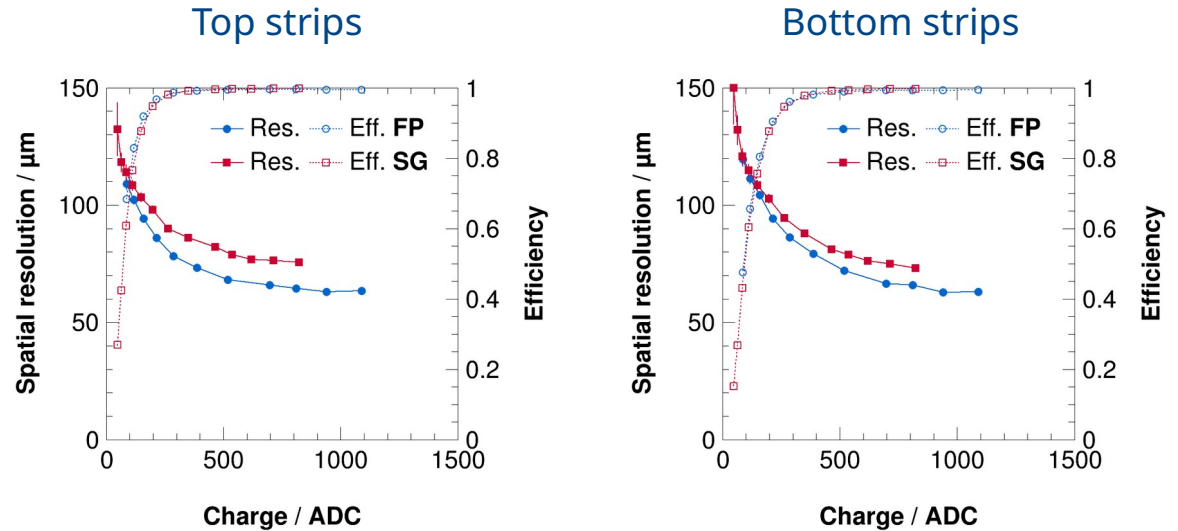 Top strips
150
100
50
0
0 500 1000 1500
1
0.8
0.6
0.4
0.2
0
Res. Eff. FP
Res. Eff. SG
Spatial resolution / µm
Efficiency
Charge / ADC
Bottom strips
150
100
50
0
0 500 1000 1500
1
0.8
0.6
0.4
0.2
0
Res. Eff. FP
Res. Eff. SG
Spatial resolution / µm
Efficiency
Charge / ADC